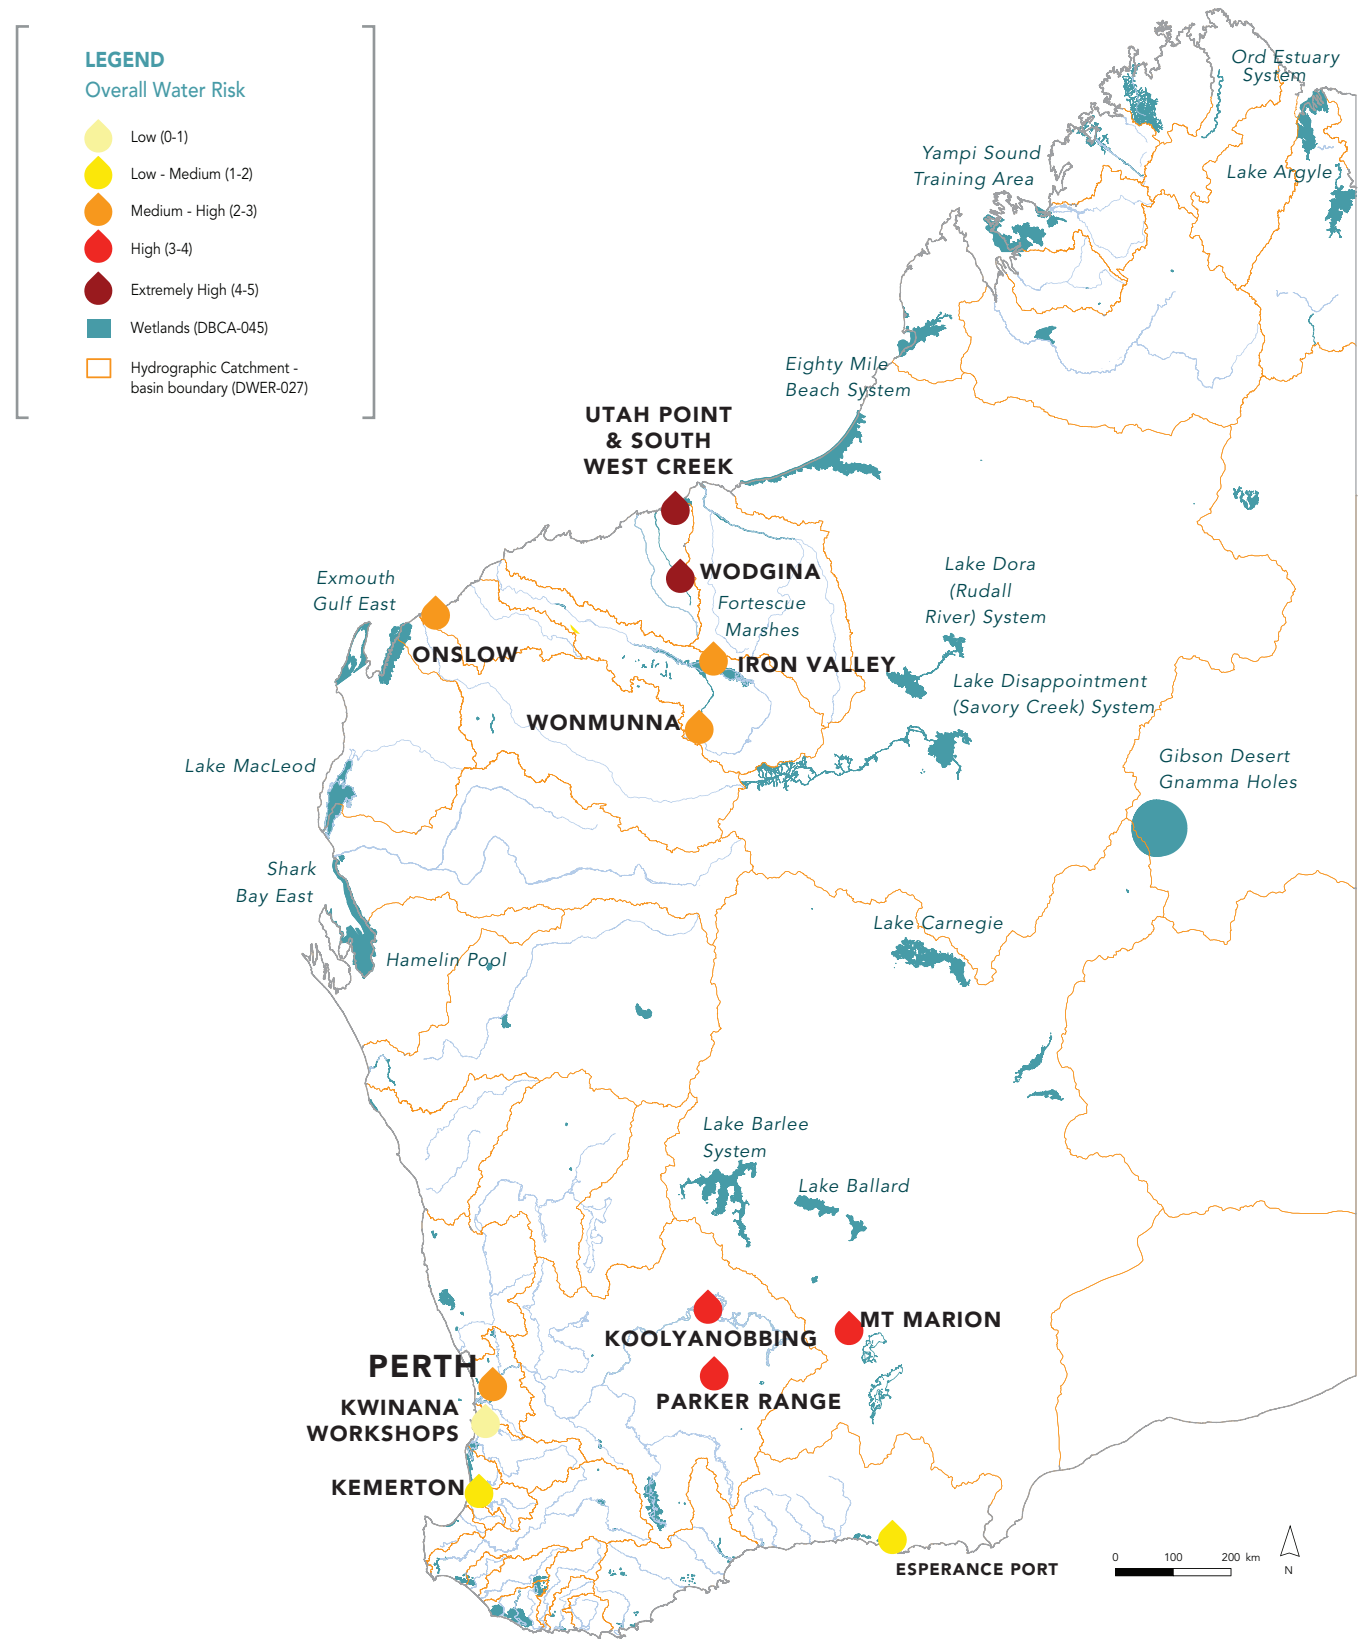 LEGEND
Overall Water Risk
Low (0-1)
Low - Medium (1-2)
Medium - High (2-3)
High (3-4)
Extremely High (4-5)
Wetlands (DBCA-045)
Hydrographic Catchment -
basin boundary (DWER-027)
Ord Estuary
System
Yampi Sound
Training Area
Lake Argyle
Eighty Mile
Beach System
UTAH POINT
& SOUTH
WEST CREEK
WODGINA
Fortescue
Marshes
Lake Dora
(Rudall
River) System
Exmouth
Gulf East
ONSLOW
IRON VALLEY
Lake Disappointment
(Savory Creek) System
WONMUNNA
Lake MacLeod
Gibson Desert
Gnamma Holes
Shark
Bay East
Lake Carnegie
Hamelin Pool
Lake Barlee
System
Lake Ballard
MT MARION
KOOLYANOBBING
PERTH
PARKER RANGE
KWINANA
WORKSHOPS
KEMERTON
ESPERANCE PORT
0 100 200 km
N